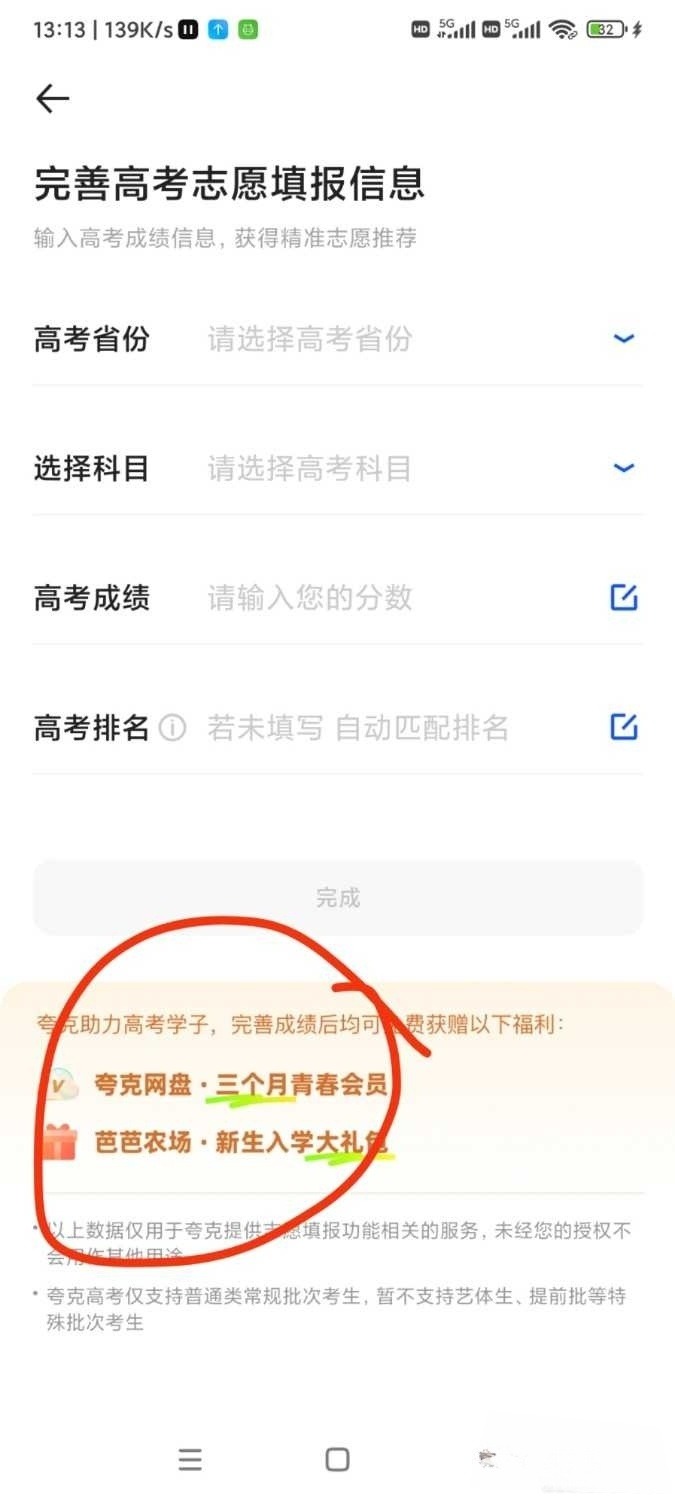 13:13 | 139K/s
HD 5G HD 5G 32
完善高考志愿填报信息
输入高考成绩信息，获得精准志愿推荐
高考省份 请选择高考省份
选择科目 请选择高考科目
高考成绩 请输入您的分数
高考排名 若未填写 自动匹配排名
完成
夸克助力高考学子，完善成绩后均可免费获赠以下福利：
夸克网盘·三个月青春会员
芭芭农场·新生入学大礼包
·以上数据仅用于夸克提供志愿填报功能相关的服务，未经您的授权不
会用作其他用途
·夸克高考仅支持普通类常规批次考生，暂不支持艺体生、提前批等特
殊批次考生